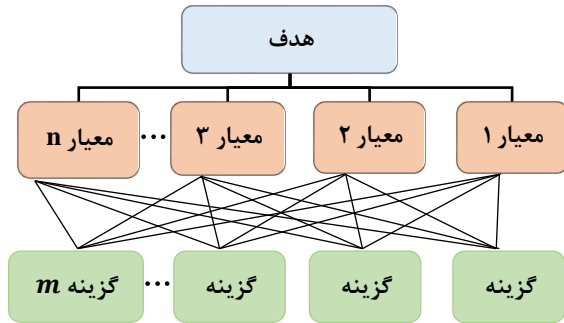 هدف
معیار ۱ معیار ۲ معیار ۳ ... معیار n
گزینه گزینه گزینه ... گزینه m